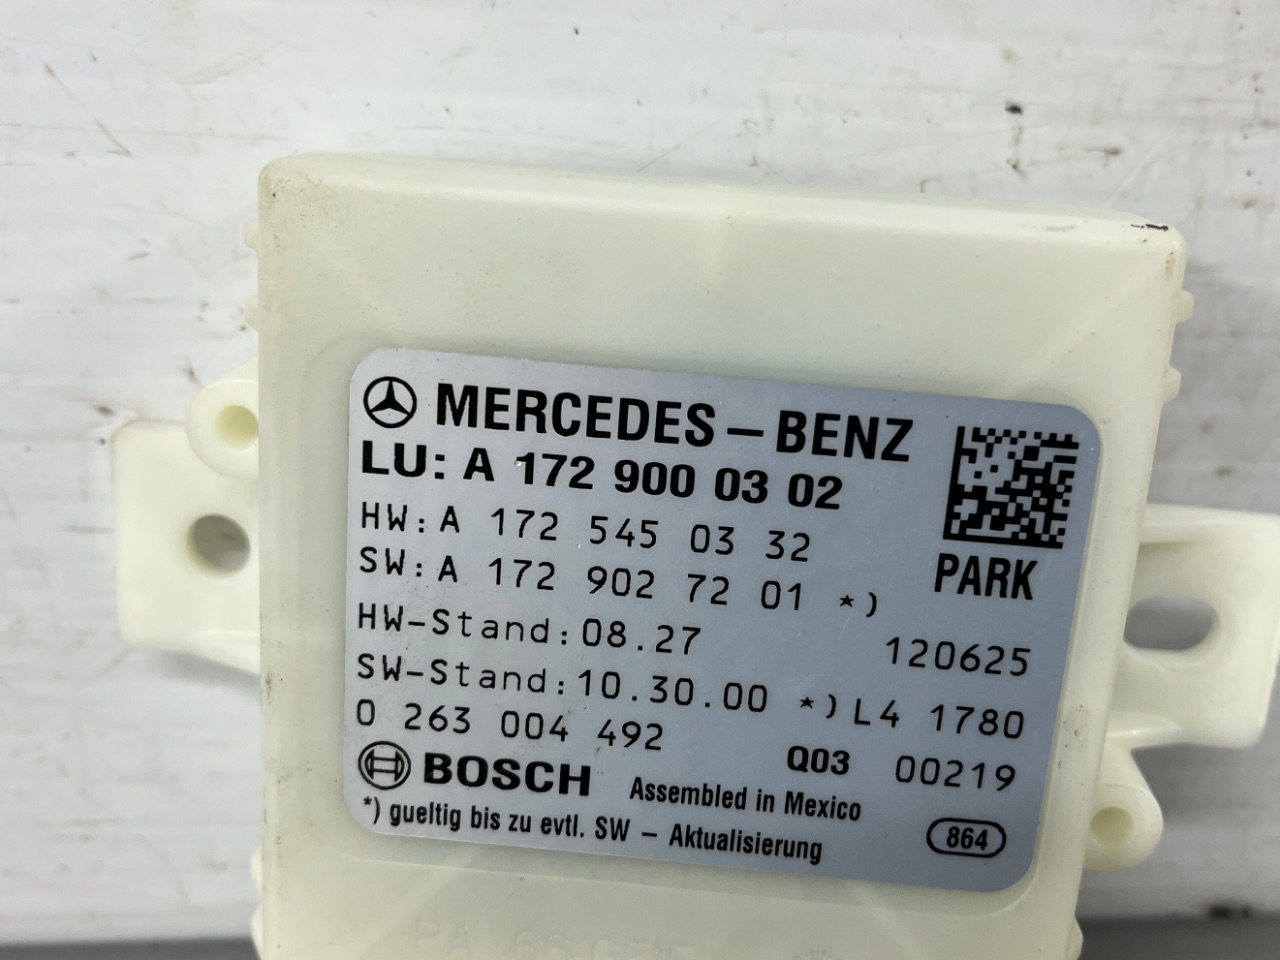 MERCEDES-BENZ
LU: A 172 900 03 02
HW: A 172 545 03 32
PARK
SW: A 172 902 72 01 *)
HW-Stand: 08.27 120625
SW-Stand: 10.30.00 *) L4 1780
0 263 004 492 Q03 00219
BOSCH Assembled in Mexico
*) gueltig bis zu evtl. SW - Aktualisierung 864